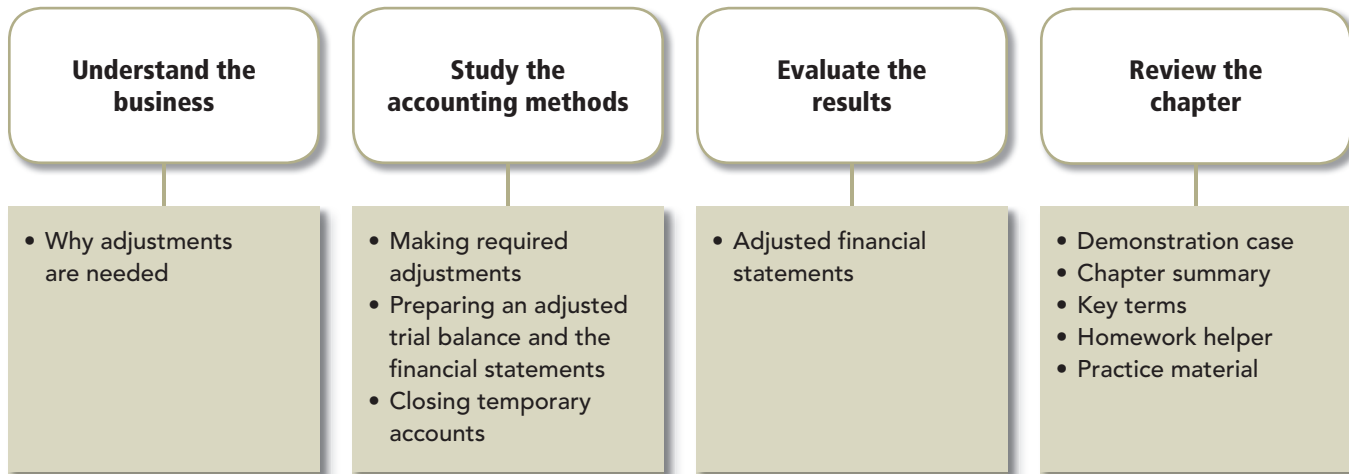 Understand the
business
• Why adjustments
are needed
Study the
accounting methods
• Making required
adjustments
• Preparing an adjusted
trial balance and the
financial statements
• Closing temporary
accounts
Evaluate the
results
• Adjusted financial
statements
Review the
chapter
• Demonstration case
• Chapter summary
• Key terms
• Homework helper
• Practice material